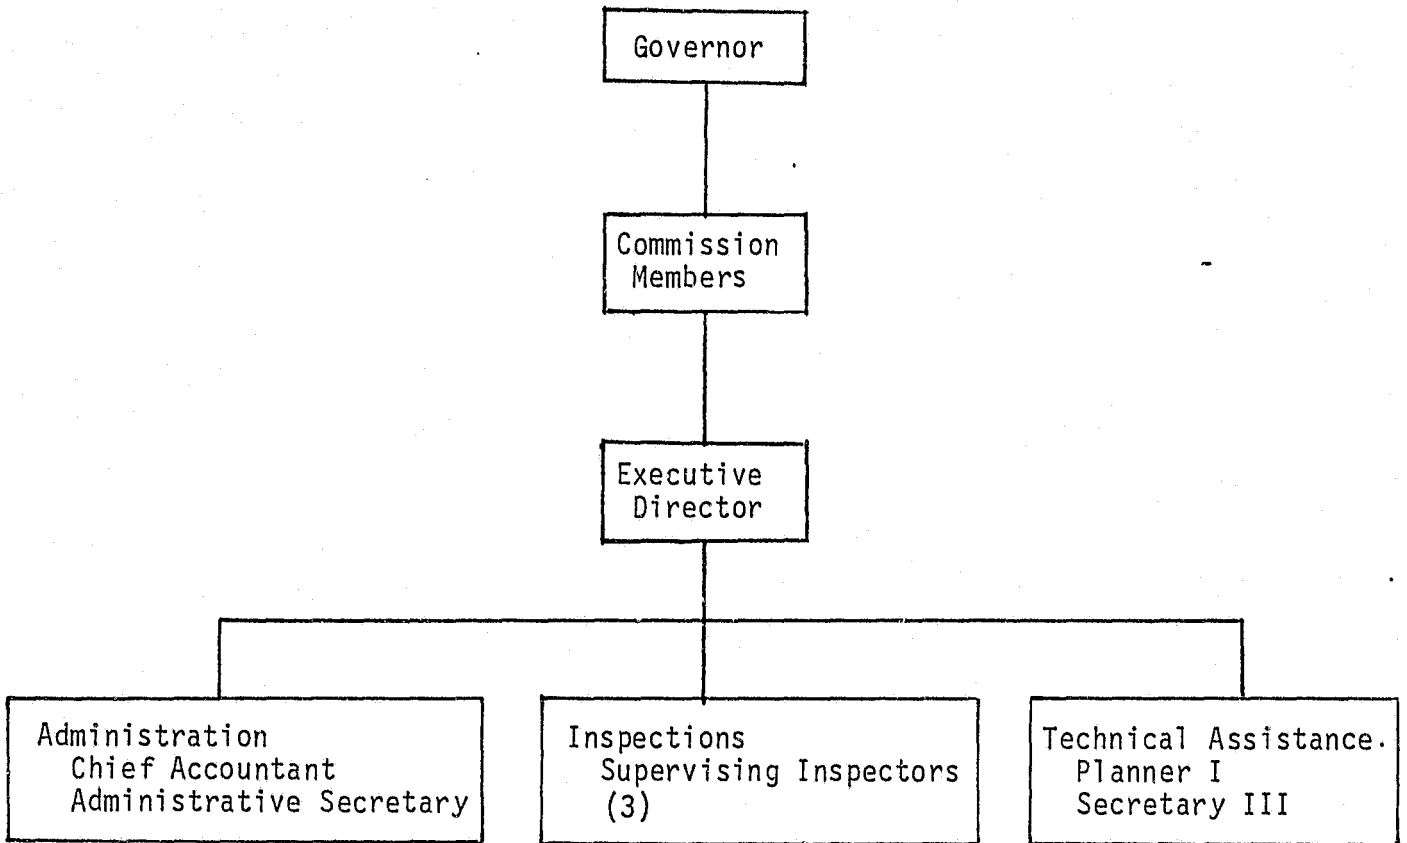 Governor
Commission
Members
Executive
Director
Administration
Chief Accountant
Administrative Secretary
Inspections
Supervising Inspectors
(3)
Technical Assistance.
Planner I
Secretary III